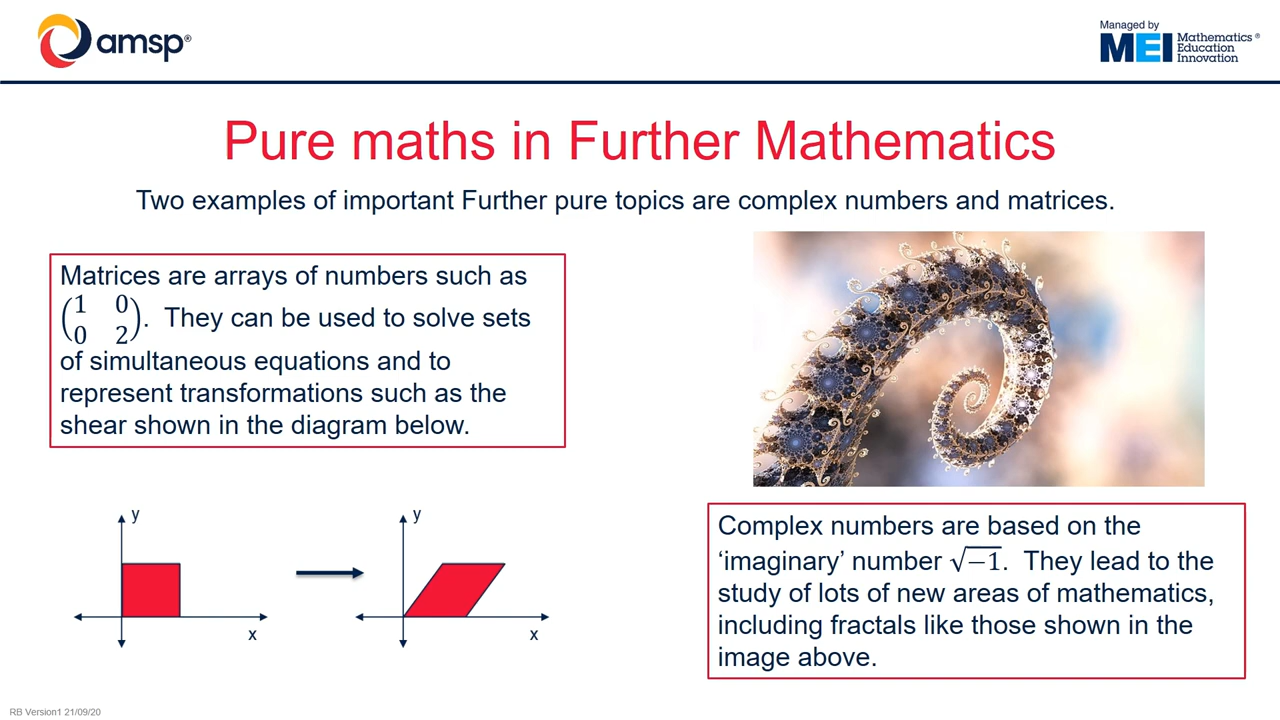 amsp®
Managed by
MEI Mathematics ®
Education
Innovation
Pure maths in Further Mathematics
Two examples of important Further pure topics are complex numbers and matrices.
Matrices are arrays of numbers such as
(1 0
0 2). They can be used to solve sets
of simultaneous equations and to
represent transformations such as the
shear shown in the diagram below.
y
x
y
x
Complex numbers are based on the
‘imaginary’ number √−1. They lead to the
study of lots of new areas of mathematics,
including fractals like those shown in the
image above.
RB Version1 21/09/20